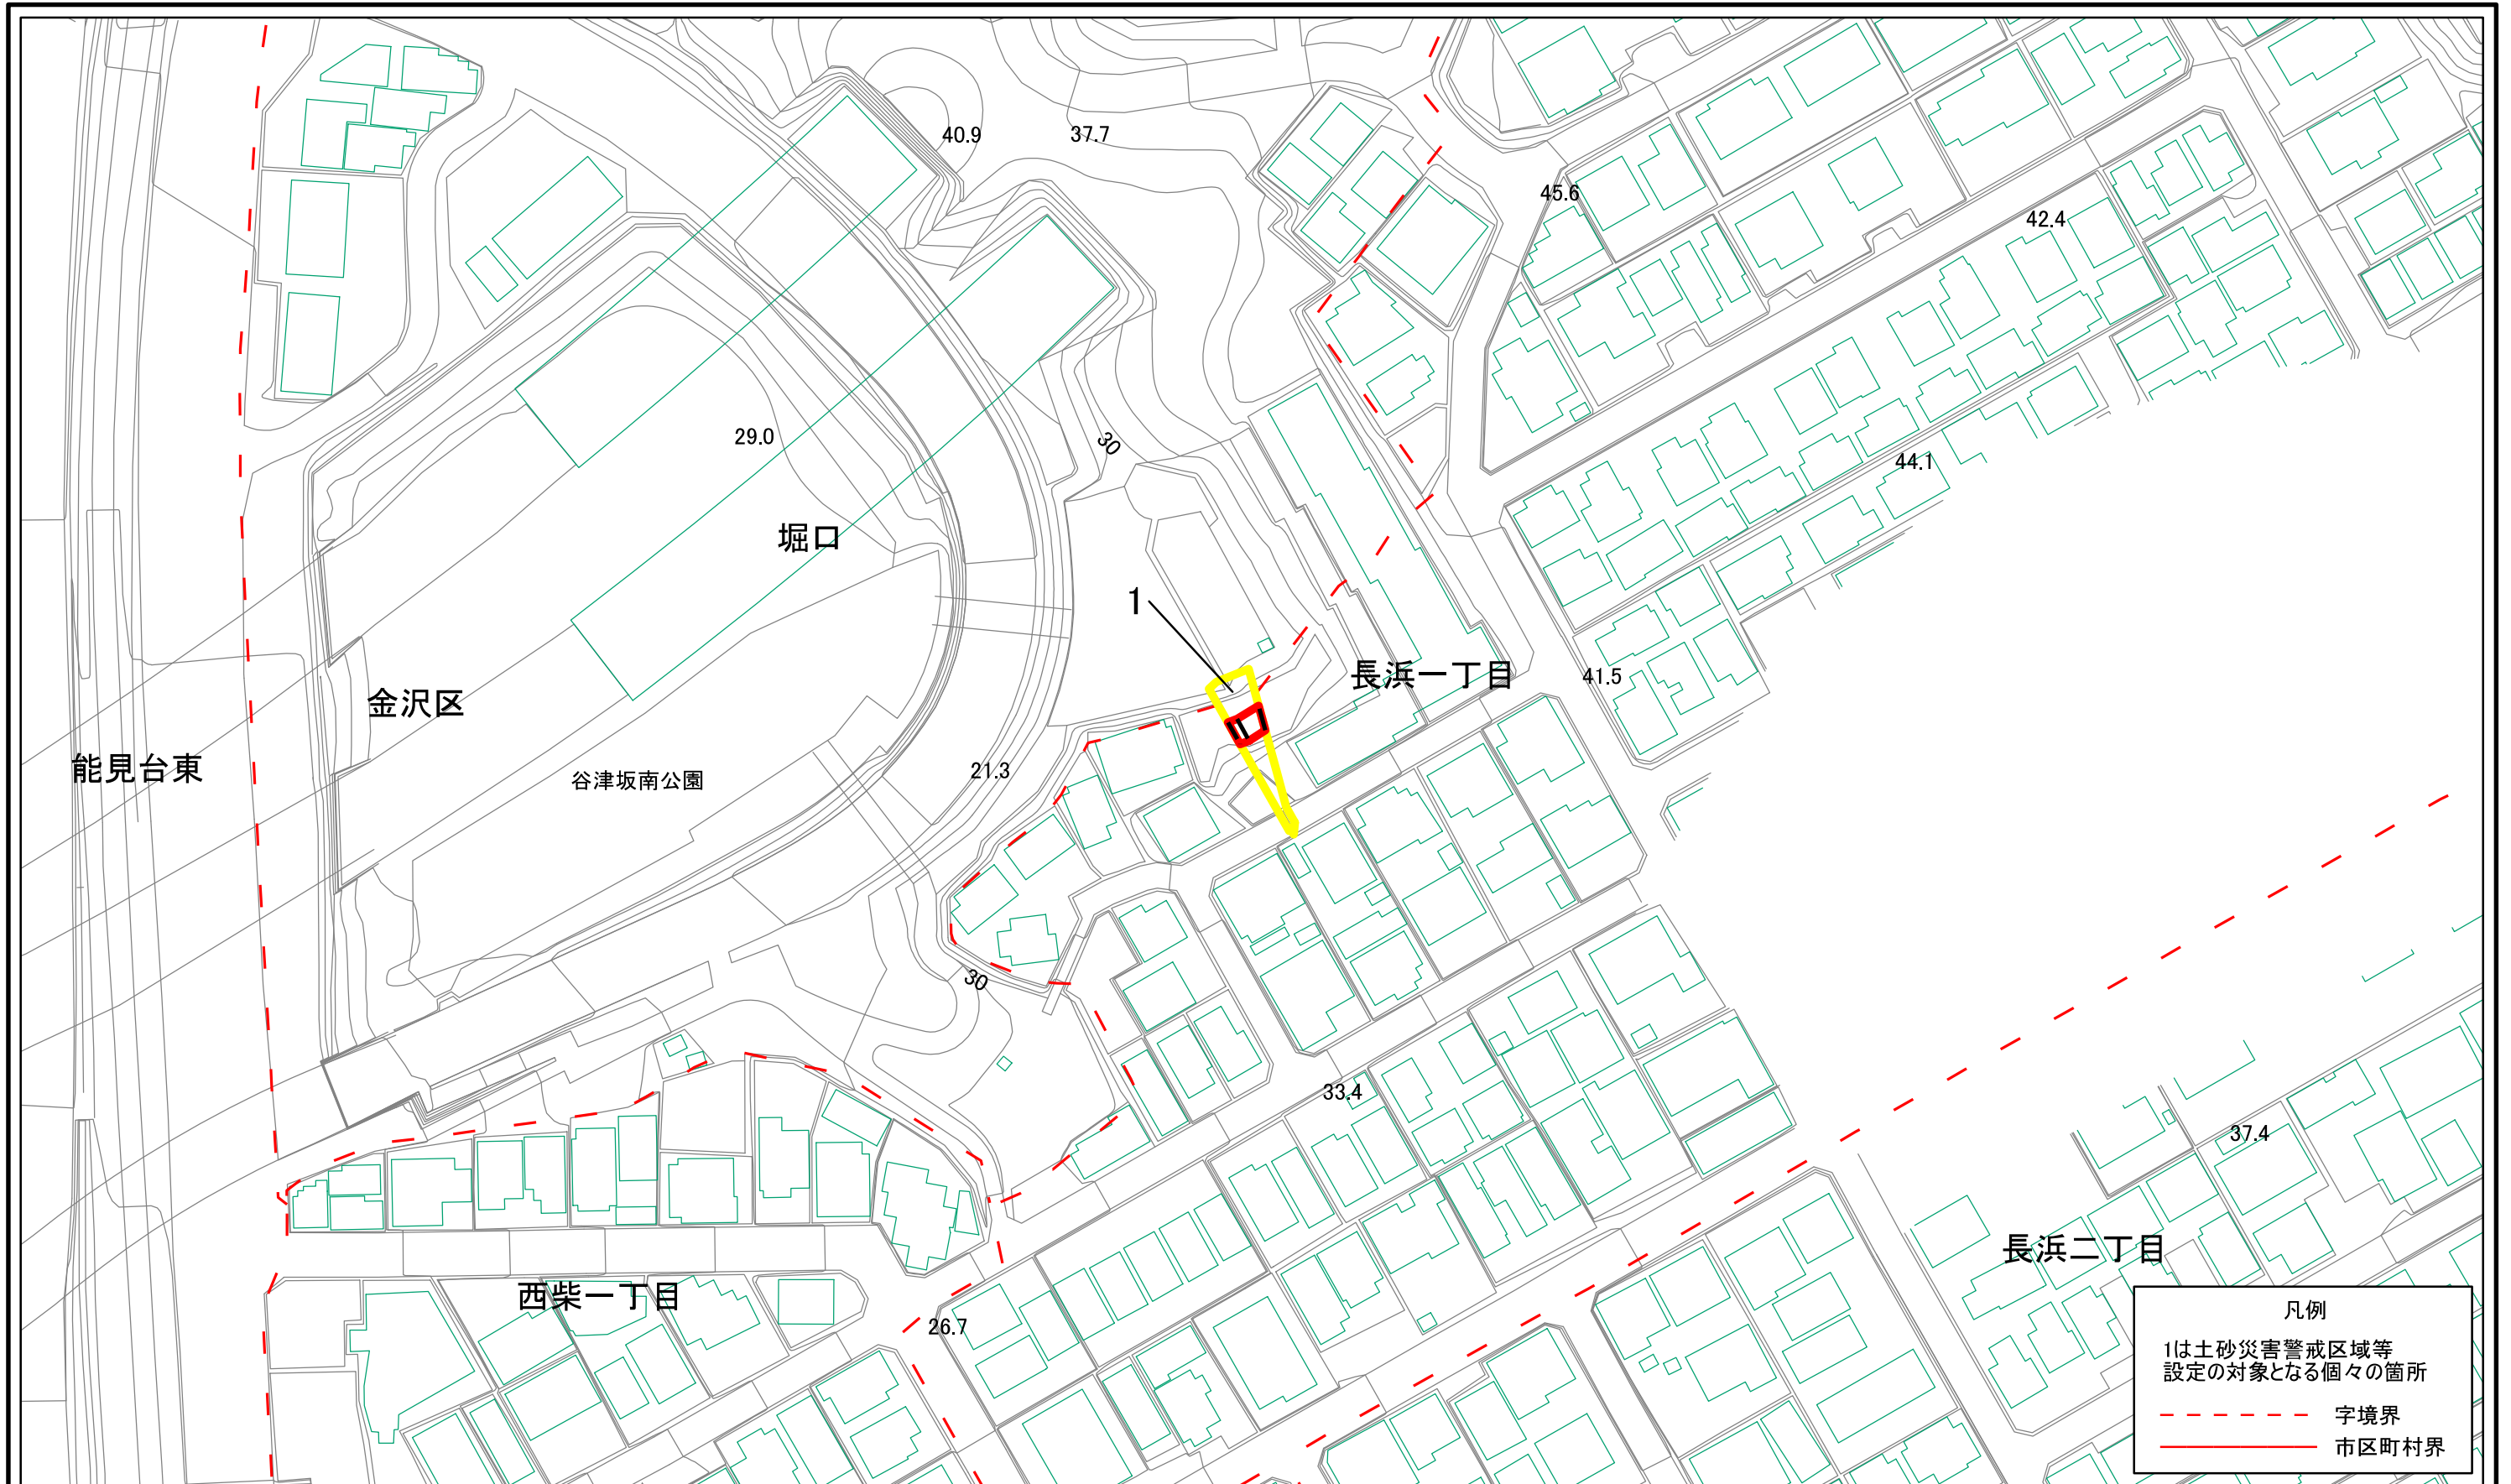 40.9
37.7
45.6
42.4
29.0
30
44.1
堀口
1
長浜一丁目
41.5
金沢区
能見台東
谷津坂南公園
21.3
30
33.4
37.4
長浜二丁目
西柴一丁目
26.7
凡例
1は土砂災害警戒区域等
設定の対象となる個々の箇所
字境界
市区町村界